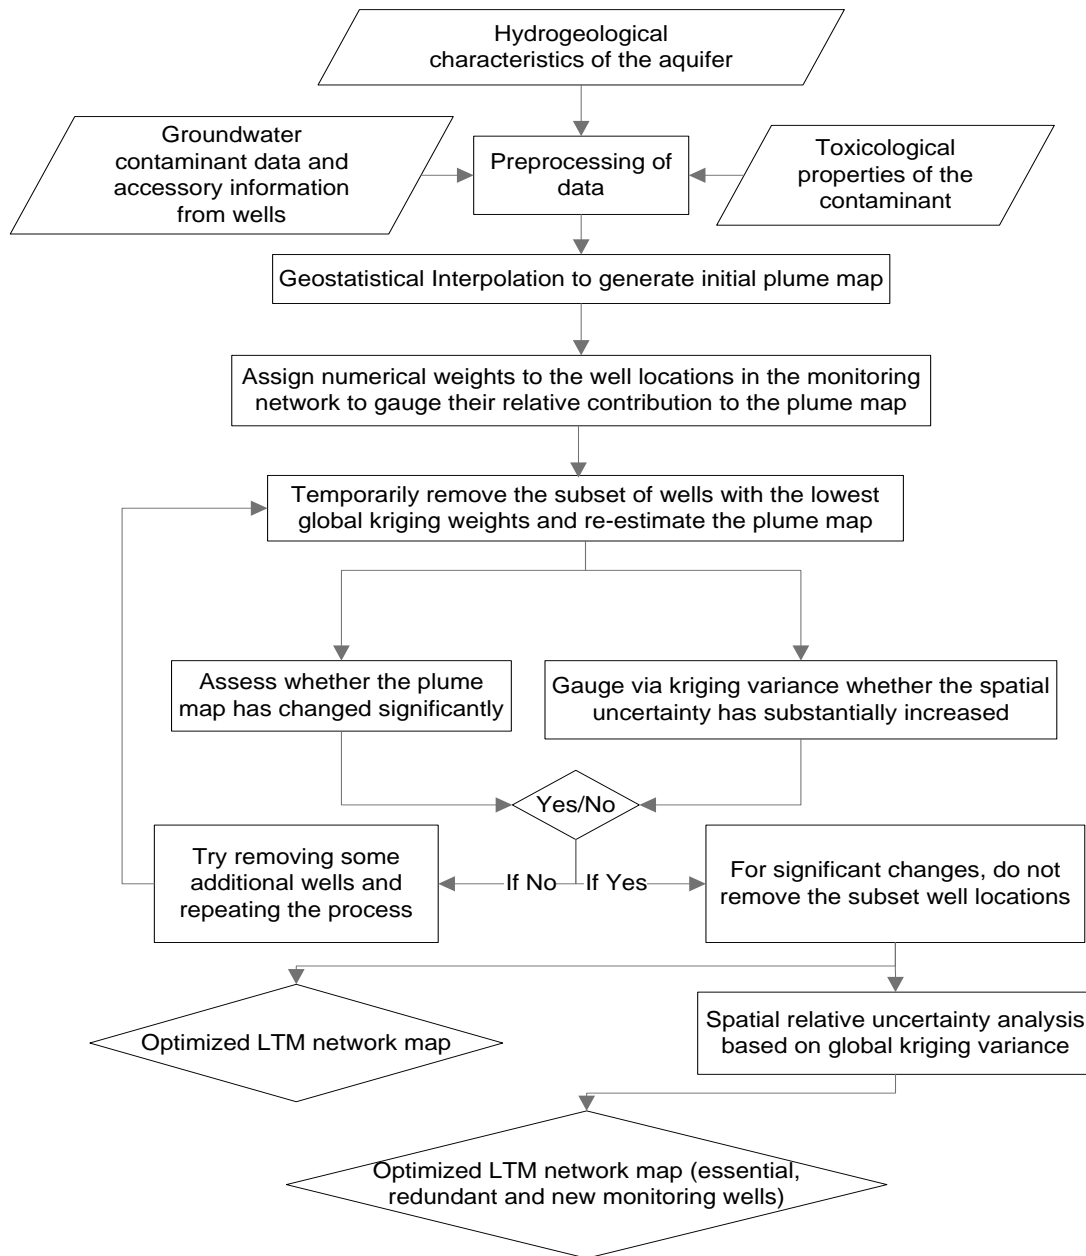 Hydrogeological
characteristics of the aquifer
Groundwater
contaminant data and
accessory information
from wells
Preprocessing of
data
Toxicological
properties of the
contaminant
Geostatistical Interpolation to generate initial plume map
Assign numerical weights to the well locations in the monitoring
network to gauge their relative contribution to the plume map
Temporarily remove the subset of wells with the lowest
global kriging weights and re-estimate the plume map
Assess whether the plume
map has changed significantly
Gauge via kriging variance whether the spatial
uncertainty has substantially increased
Yes/No
Try removing some
additional wells and
repeating the process
If No
If Yes
For significant changes, do not
remove the subset well locations
Optimized LTM network map
Spatial relative uncertainty analysis
based on global kriging variance
Optimized LTM network map (essential,
redundant and new monitoring wells)